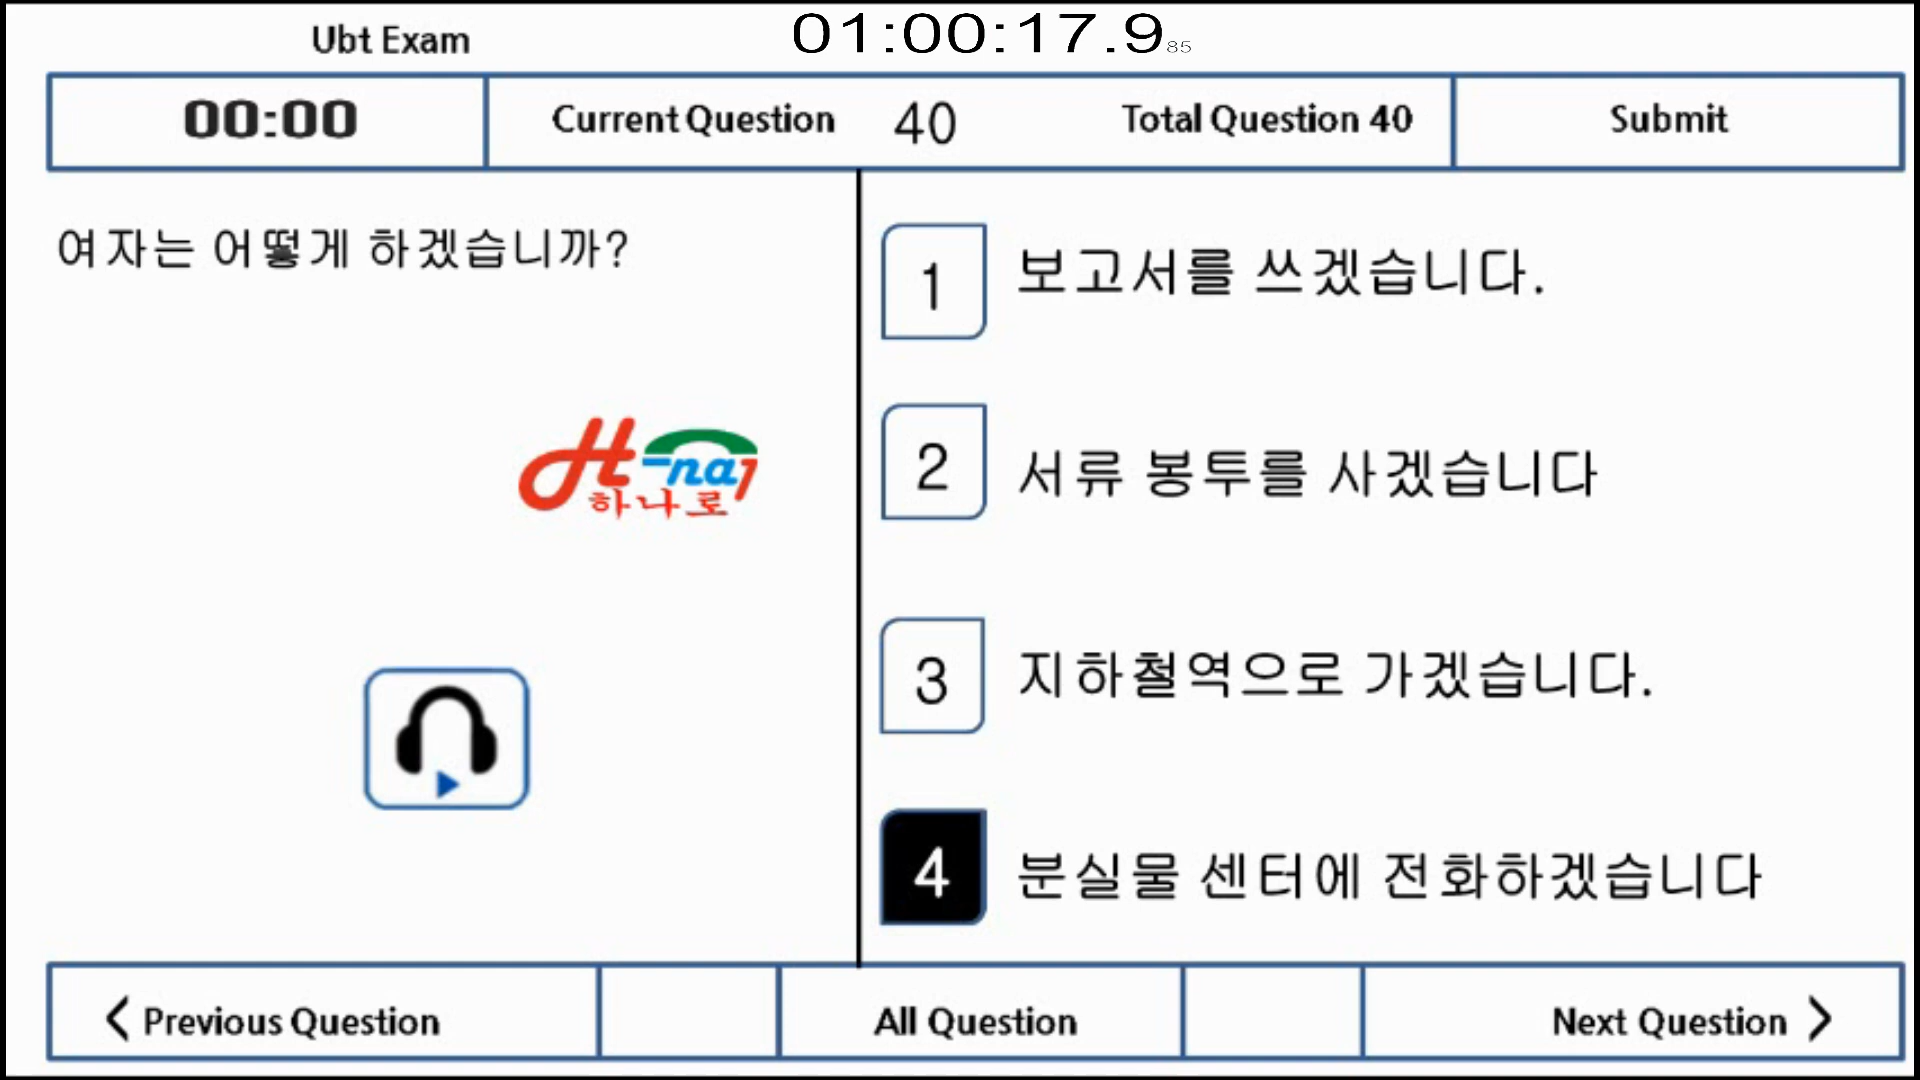 Ubt Exam
01:00:17.985
00:00
Current Question 40
Total Question 40
Submit
여자는 어떻게 하겠습니까?
H-na
하나로
1 보고서를 쓰겠습니다.
2 서류 봉투를 사겠습니다
3 지하철역으로 가겠습니다.
4 분실물 센터에 전화하겠습니다
Previous Question
All Question
Next Question